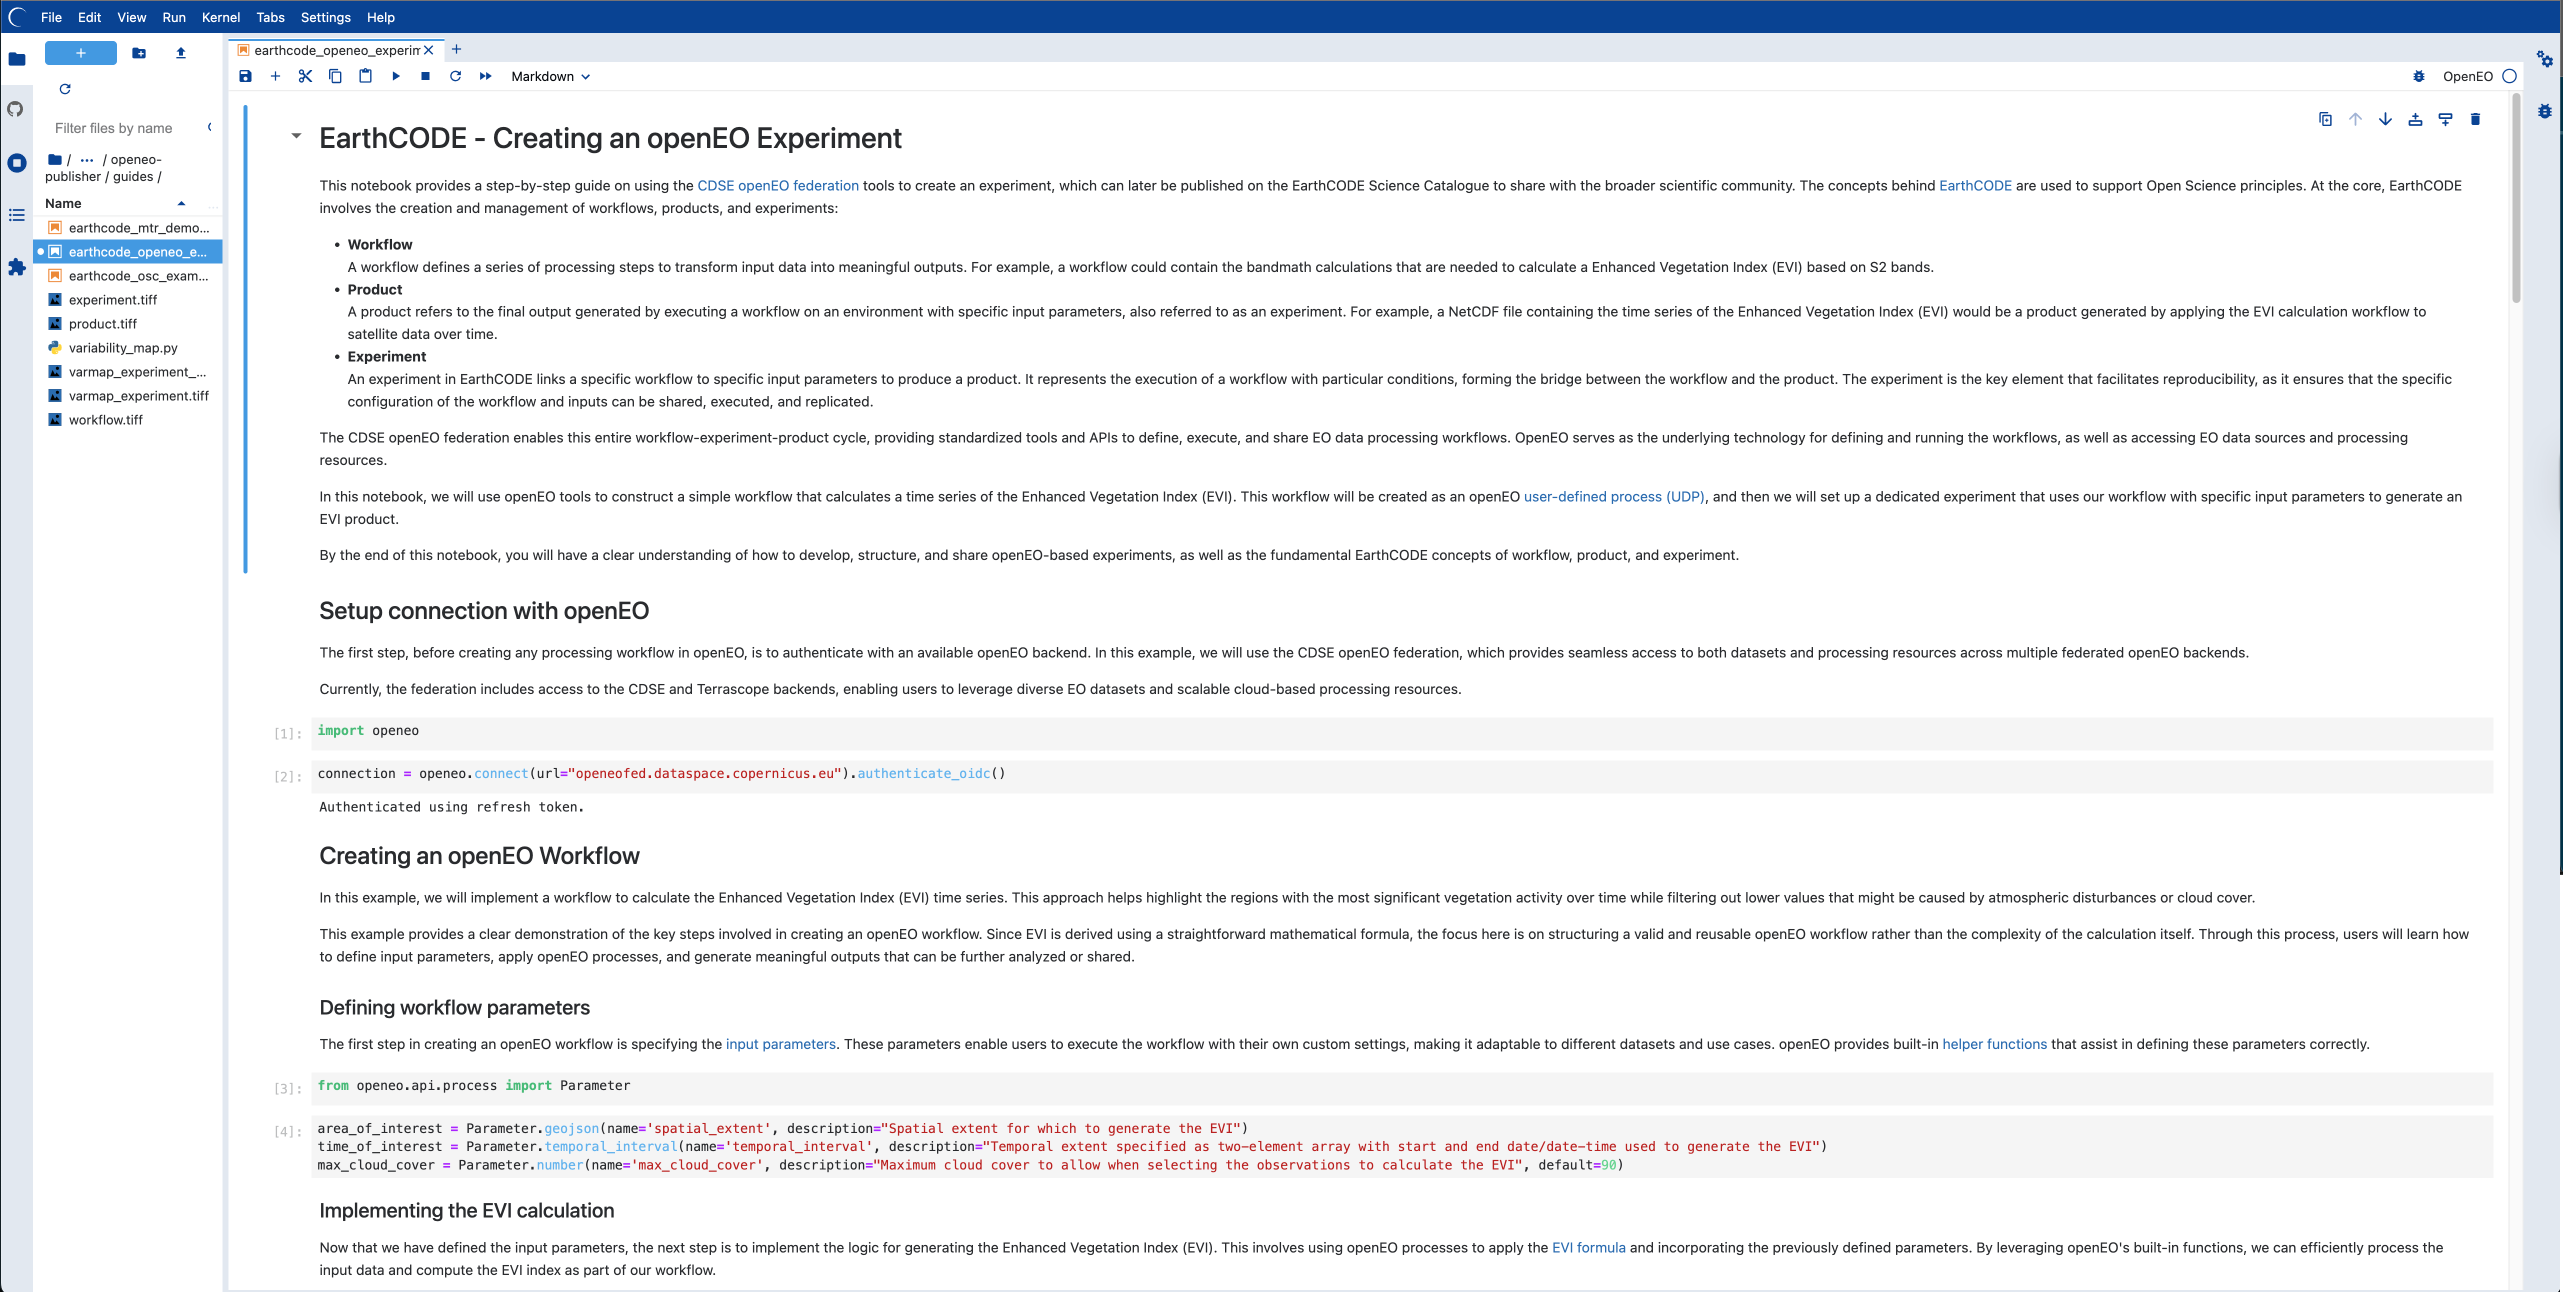 File Edit View Run Kernel Tabs Settings Help
earthcode_openeo_experim
Markdown
OpenEO
Filter files by name
/ ··· / openeo-
publisher / guides /
Name
earthcode_mtr_demo...
earthcode_openeo_e...
earthcode_osc_exam...
experiment.tiff
product.tiff
variability_map.py
varmap_experiment_...
varmap_experiment.tiff
workflow.tiff
EarthCODE - Creating an openEO Experiment
This notebook provides a step-by-step guide on using the CDSE openEO federation tools to create an experiment, which can later be published on the EarthCODE Science Catalogue to share with the broader scientific community. The concepts behind EarthCODE are used to support Open Science principles. At the core, EarthCODE
involves the creation and management of workflows, products, and experiments:
• Workflow
A workflow defines a series of processing steps to transform input data into meaningful outputs. For example, a workflow could contain the bandmath calculations that are needed to calculate a Enhanced Vegetation Index (EVI) based on S2 bands.
• Product
A product refers to the final output generated by executing a workflow on an environment with specific input parameters, also referred to as an experiment. For example, a NetCDF file containing the time series of the Enhanced Vegetation Index (EVI) would be a product generated by applying the EVI calculation workflow to
satellite data over time.
• Experiment
An experiment in EarthCODE links a specific workflow to specific input parameters to produce a product. It represents the execution of a workflow with particular conditions, forming the bridge between the workflow and the product. The experiment is the key element that facilitates reproducibility, as it ensures that the specific
configuration of the workflow and inputs can be shared, executed, and replicated.
The CDSE openEO federation enables this entire workflow-experiment-product cycle, providing standardized tools and APIs to define, execute, and share EO data processing workflows. OpenEO serves as the underlying technology for defining and running the workflows, as well as accessing EO data sources and processing
resources.
In this notebook, we will use openEO tools to construct a simple workflow that calculates a time series of the Enhanced Vegetation Index (EVI). This workflow will be created as an openEO user-defined process (UDP), and then we will set up a dedicated experiment that uses our workflow with specific input parameters to generate an
EVI product.
By the end of this notebook, you will have a clear understanding of how to develop, structure, and share openEO-based experiments, as well as the fundamental EarthCODE concepts of workflow, product, and experiment.
Setup connection with openEO
The first step, before creating any processing workflow in openEO, is to authenticate with an available openEO backend. In this example, we will use the CDSE openEO federation, which provides seamless access to both datasets and processing resources across multiple federated openEO backends.
Currently, the federation includes access to the CDSE and Terrascope backends, enabling users to leverage diverse EO datasets and scalable cloud-based processing resources.
[1]: import openeo
[2]: connection = openeo.connect(url="openeofed.dataspace.copernicus.eu").authenticate_oidc()
Authenticated using refresh token.
Creating an openEO Workflow
In this example, we will implement a workflow to calculate the Enhanced Vegetation Index (EVI) time series. This approach helps highlight the regions with the most significant vegetation activity over time while filtering out lower values that might be caused by atmospheric disturbances or cloud cover.
This example provides a clear demonstration of the key steps involved in creating an openEO workflow. Since EVI is derived using a straightforward mathematical formula, the focus here is on structuring a valid and reusable openEO workflow rather than the complexity of the calculation itself. Through this process, users will learn how
to define input parameters, apply openEO processes, and generate meaningful outputs that can be further analyzed or shared.
Defining workflow parameters
The first step in creating an openEO workflow is specifying the input parameters. These parameters enable users to execute the workflow with their own custom settings, making it adaptable to different datasets and use cases. openEO provides built-in helper functions that assist in defining these parameters correctly.
[3]: from openeo.api.process import Parameter
[4]: area_of_interest = Parameter.geojson(name='spatial_extent', description="Spatial extent for which to generate the EVI")
time_of_interest = Parameter.temporal_interval(name='temporal_interval', description="Temporal extent specified as two-element array with start and end date/date-time used to generate the EVI")
max_cloud_cover = Parameter.number(name='max_cloud_cover', description="Maximum cloud cover to allow when selecting the observations to calculate the EVI", default=90)
Implementing the EVI calculation
Now that we have defined the input parameters, the next step is to implement the logic for generating the Enhanced Vegetation Index (EVI). This involves using openEO processes to apply the EVI formula and incorporating the previously defined parameters. By leveraging openEO's built-in functions, we can efficiently process the
input data and compute the EVI index as part of our workflow.